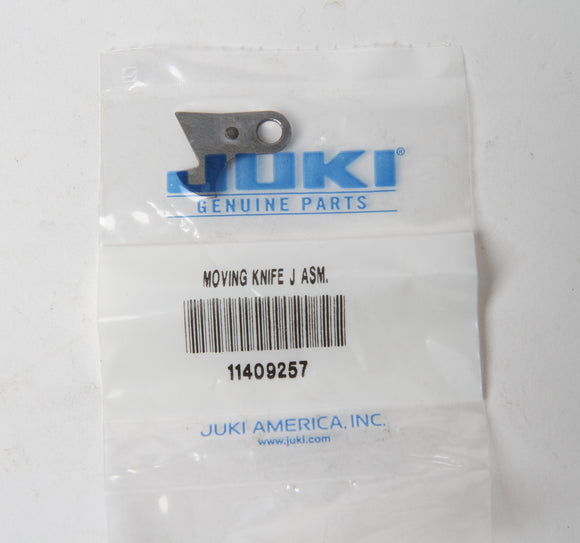 JUKI®
GENUINE PARTS
MOVING KNIFE J ASM.
11409257
JUKI AMERICA, INC.
www.juki.com